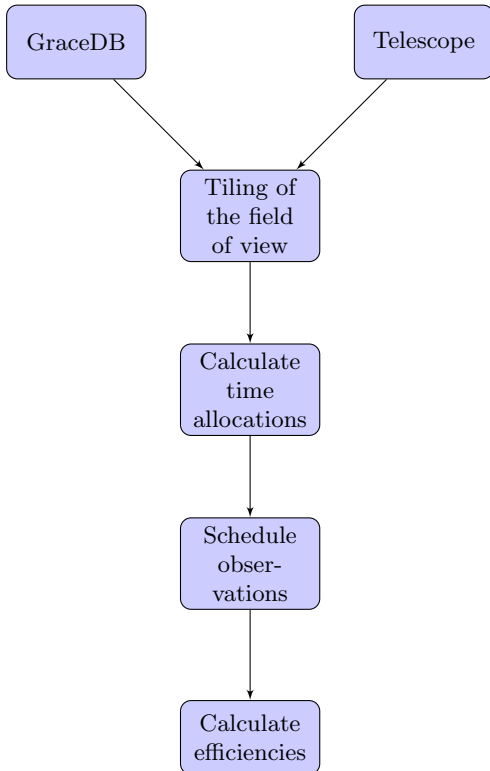 GraceDB
Telescope
Tiling of
the field
of view
Calculate
time
allocations
Schedule
obser-
vations
Calculate
efficiencies